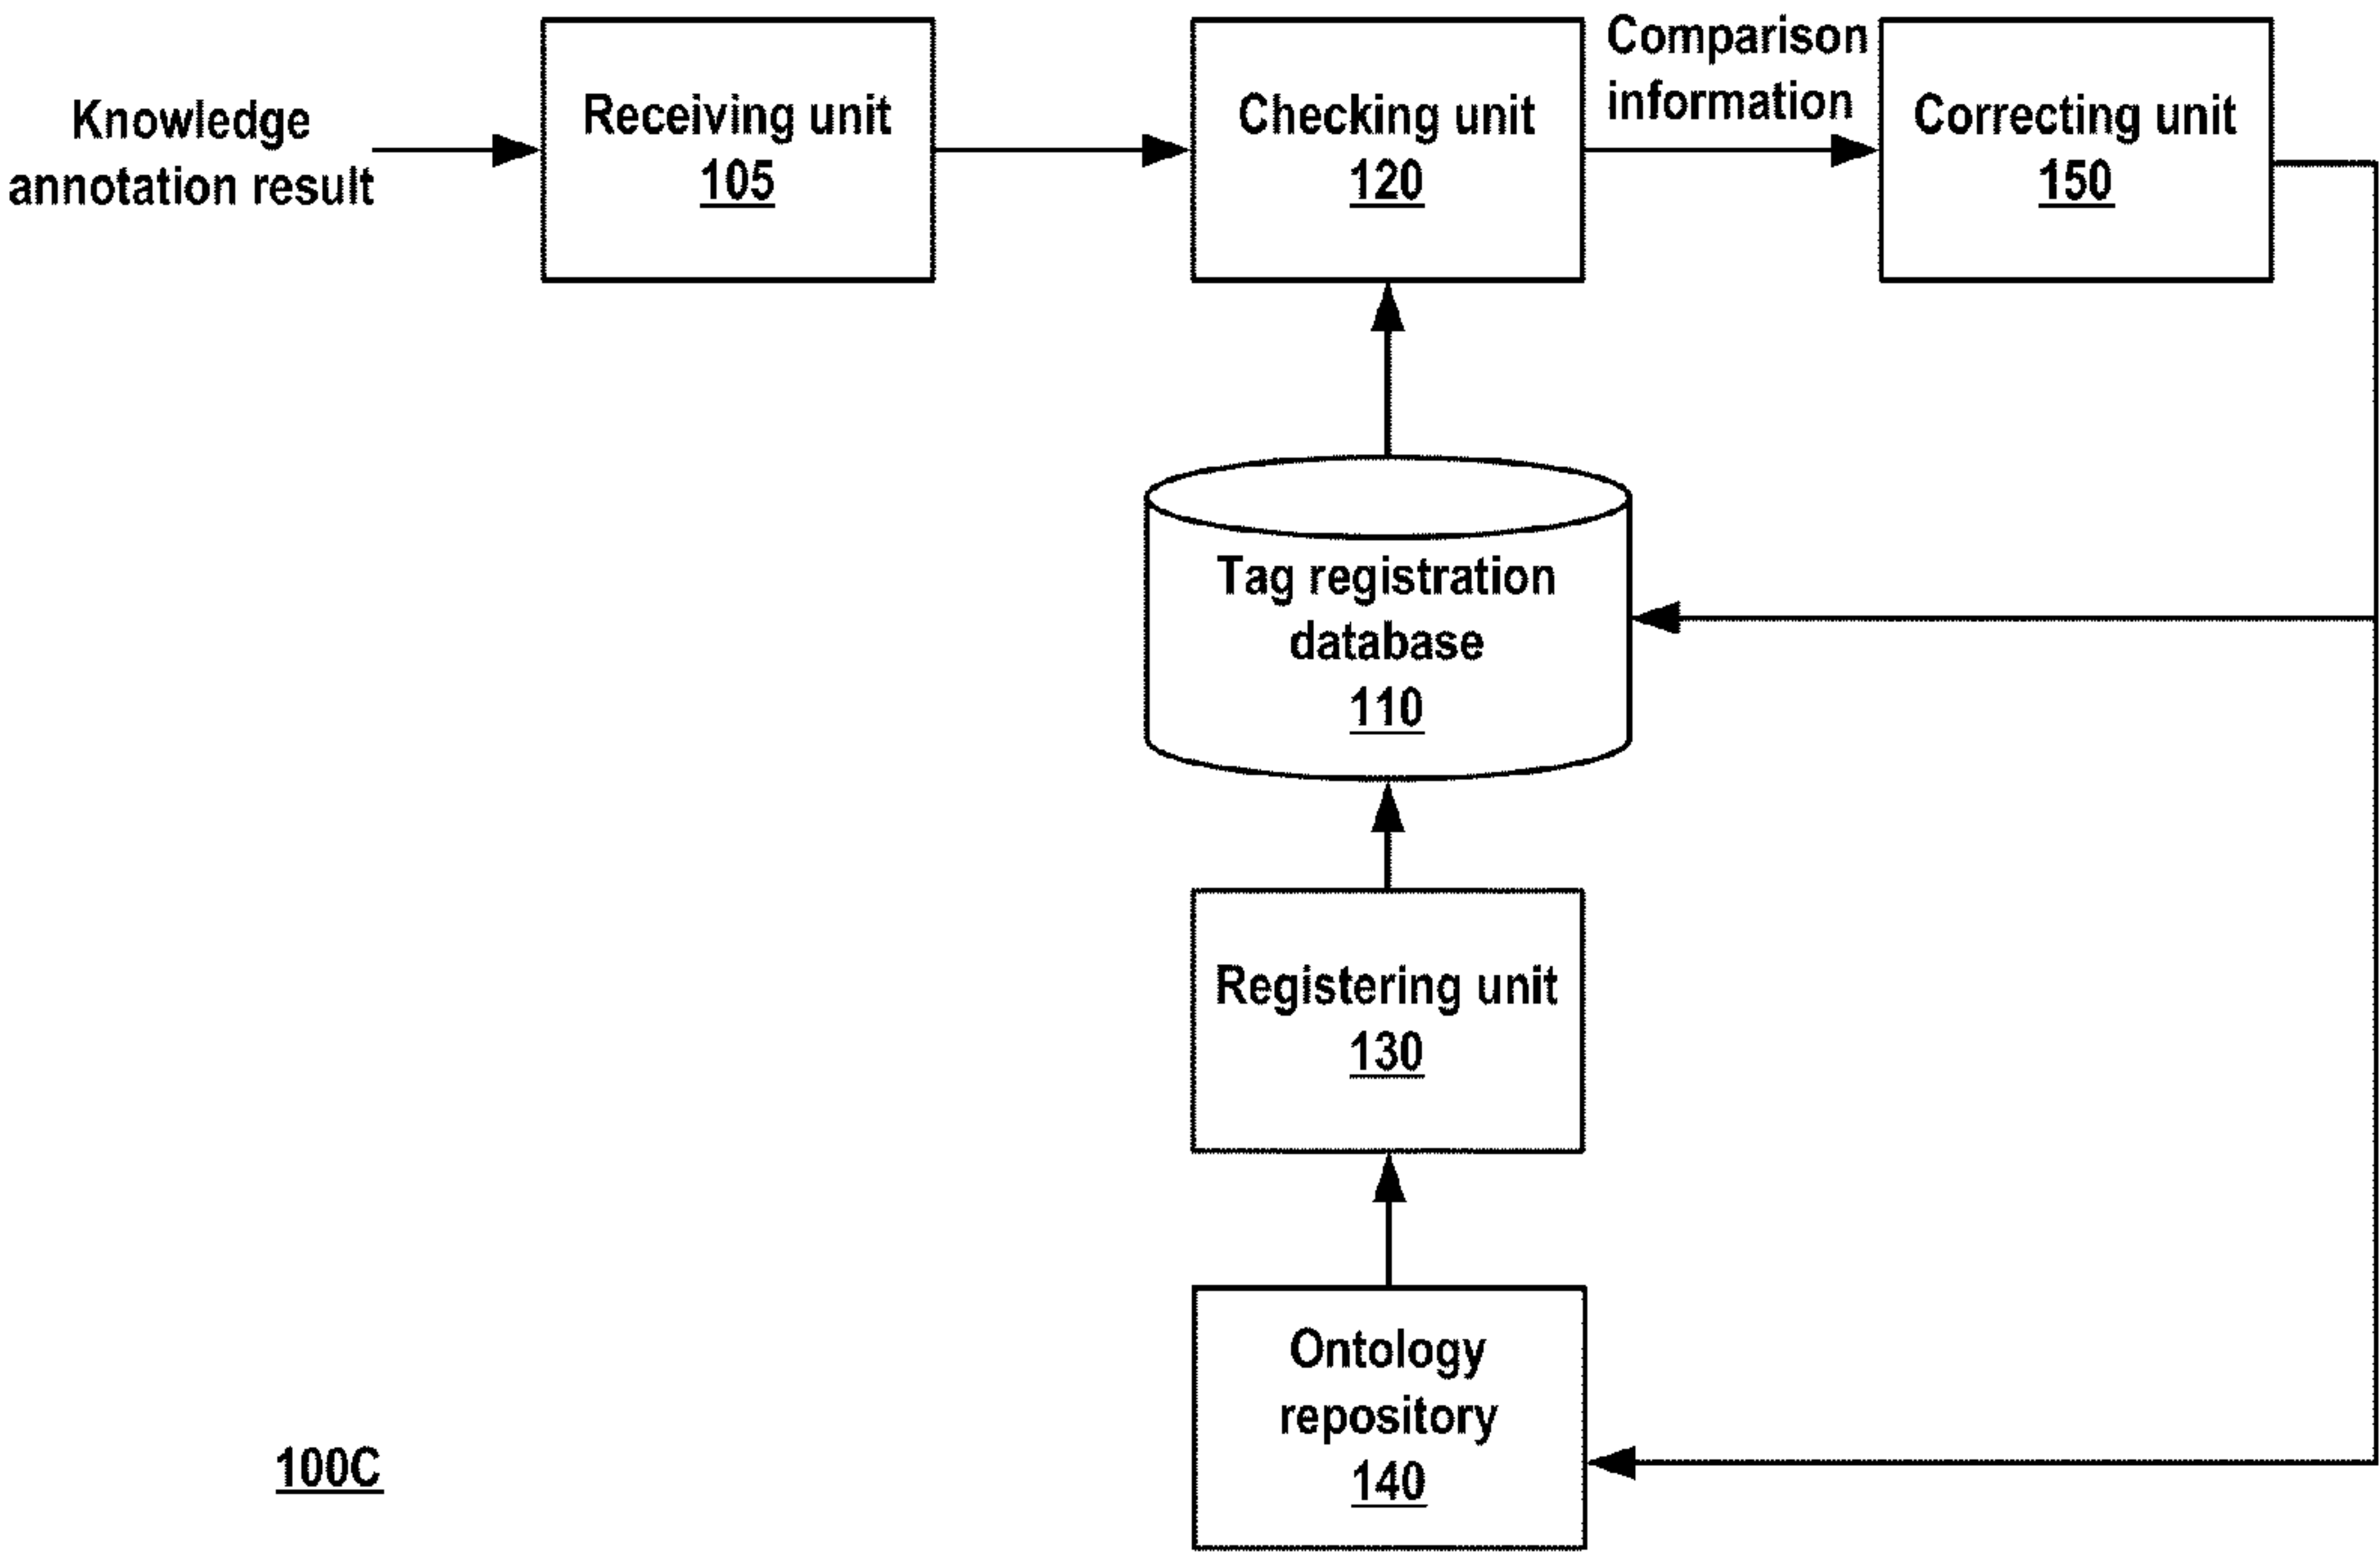 Knowledge
annotation result
Receiving unit
105
Checking unit
120
Comparison
information
Correcting unit
150
Tag registration
database
110
Registering unit
130
Ontology
repository
140
100C